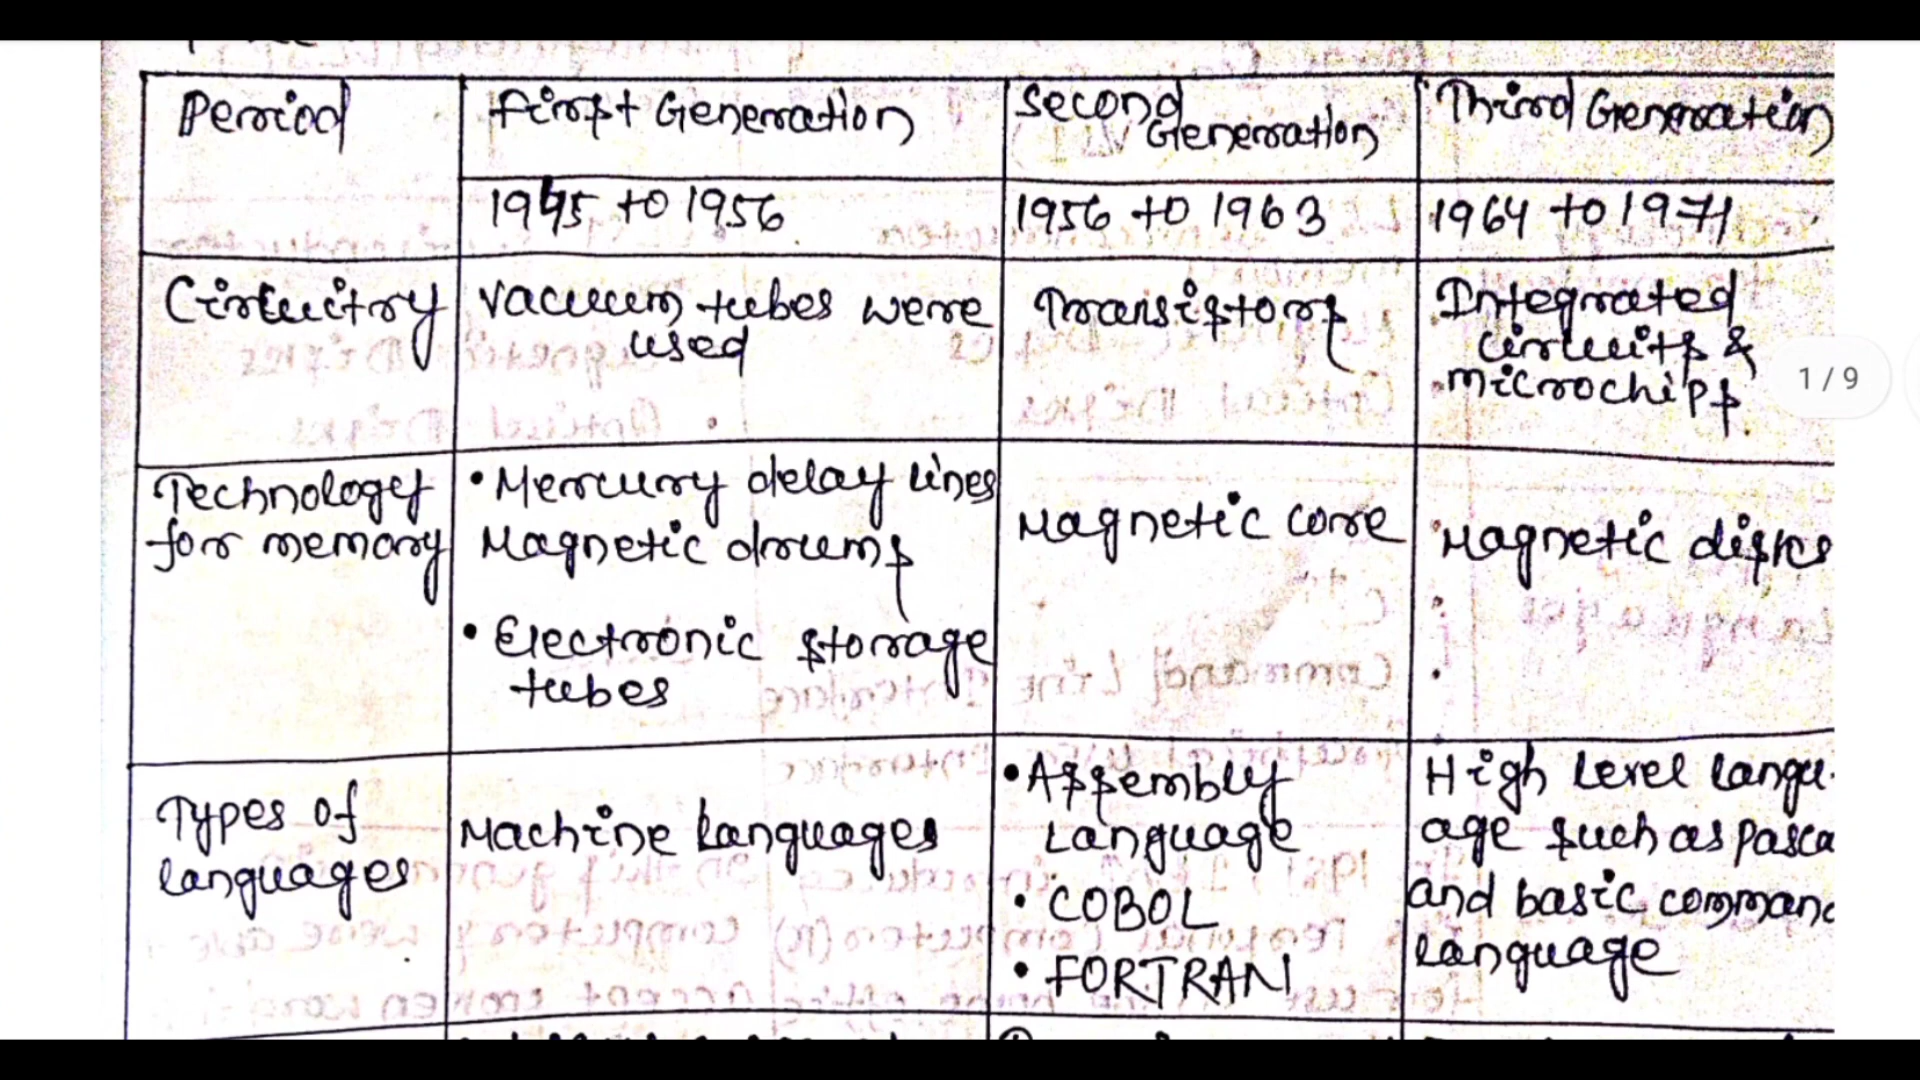 Period
First Generation
Second Generation
Third Generation
1945 to 1956
1956 to 1963
1964 to 1971
Circuitry
Vacuum tubes were
used
Transistors
Integrated
circuits &
microchips
1 / 9
Technology
for memory
• Mercury delay lines
Magnetic drums
• Electronic storage
tubes
Magnetic core
Magnetic disks
Types of
languages
Machine languages
• Assembly
language
• COBOL
• FORTRAN
High level langu
age such as pasca
and basic comman
language